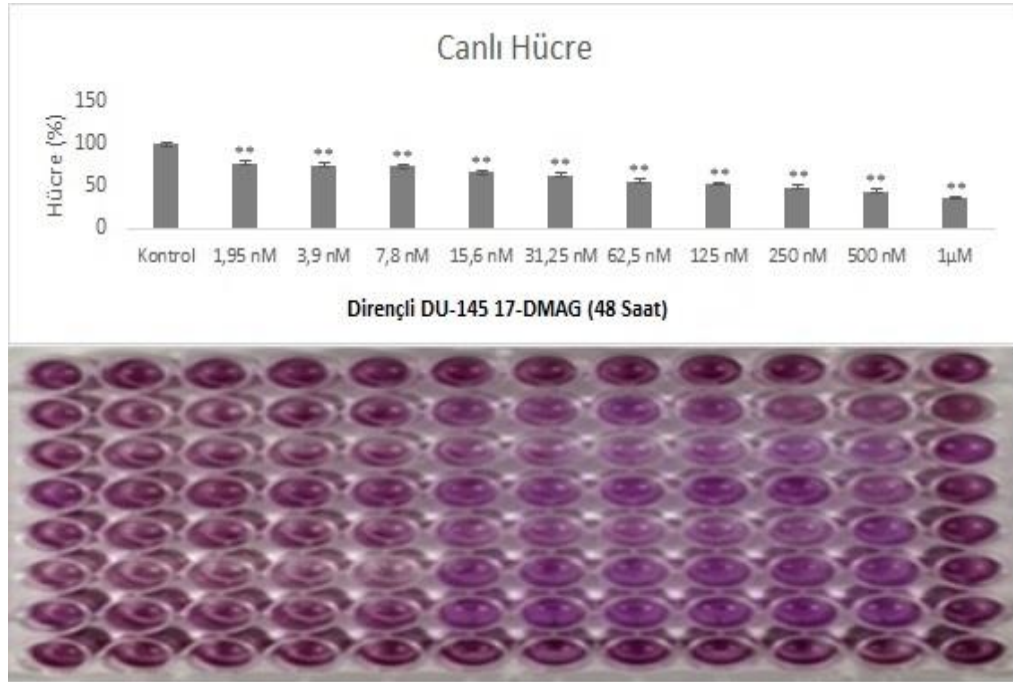 Canlı Hücre
Hücre (%)
150
100
50
0
** ** ** ** ** ** ** ** ** **
Kontrol 1,95 nM 3,9 nM 7,8 nM 15,6 nM 31,25 nM 62,5 nM 125 nM 250 nM 500 nM 1µM
Dirençli DU-145 17-DMAG (48 Saat)